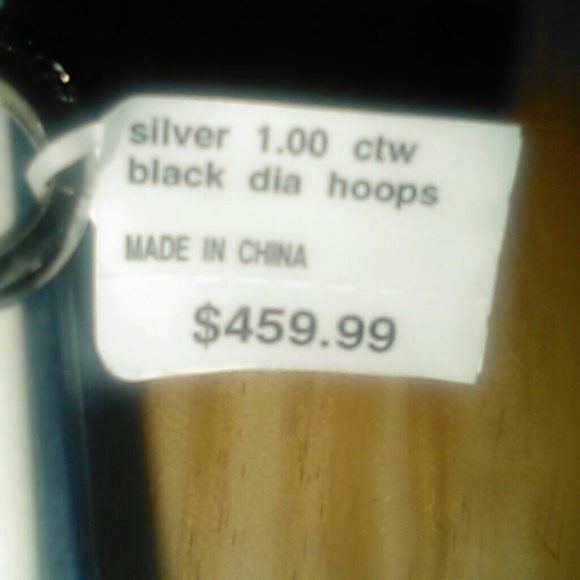 silver 1.00 ctw
black dia hoops
MADE IN CHINA
$459.99